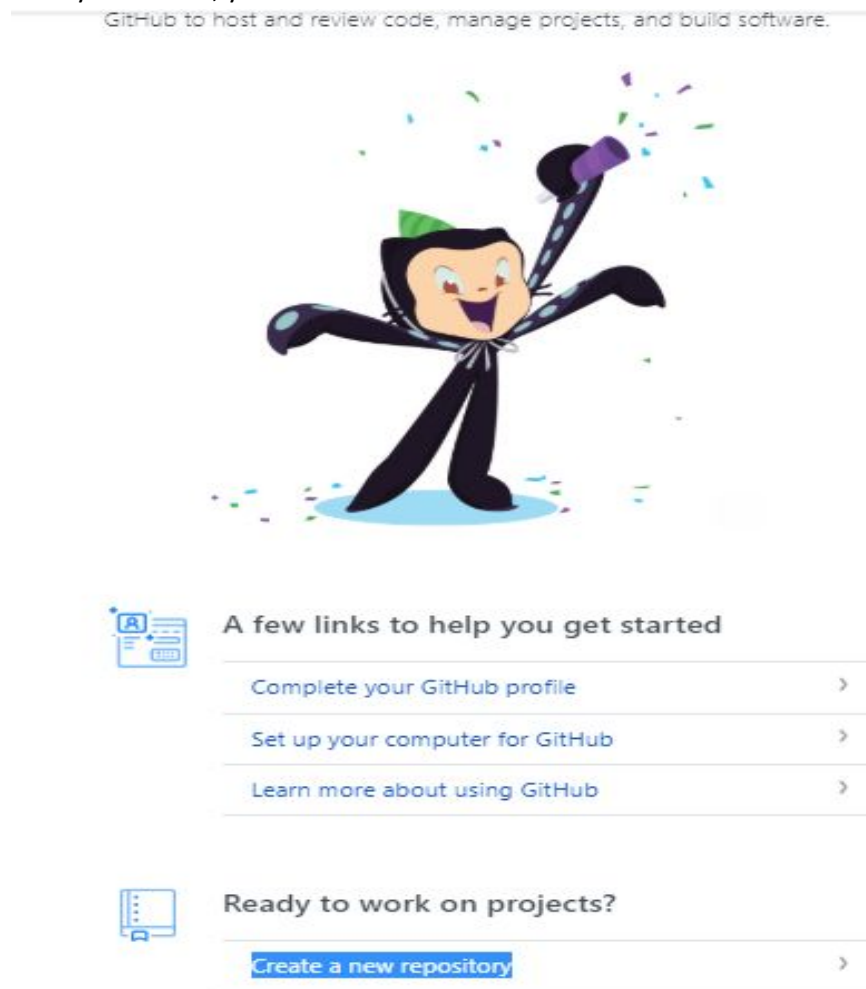 GitHub to host and review code, manage projects, and build software.
A few links to help you get started
Complete your GitHub profile
Set up your computer for GitHub
Learn more about using GitHub
Ready to work on projects?
Create a new repository